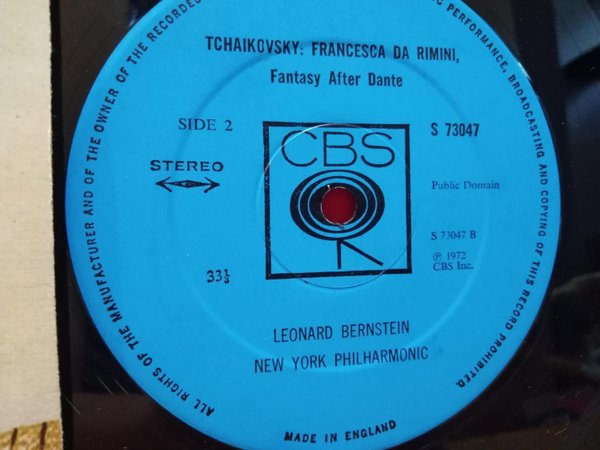 TCHAIKOVSKY: FRANCESCA DA RIMINI,
Fantasy After Dante
SIDE 2
S 73047
STEREO
CBS
Public Domain
S 73047 B
℗ 1972
CBS Inc.
33⅓
LEONARD BERNSTEIN
NEW YORK PHILHARMONIC
ALL RIGHTS OF THE MANUFACTURER AND OF THE OWNER OF THE RECORDED
PERFORMANCE, BROADCASTING AND COPYING OF THIS RECORD PROHIBITED.
MADE IN ENGLAND